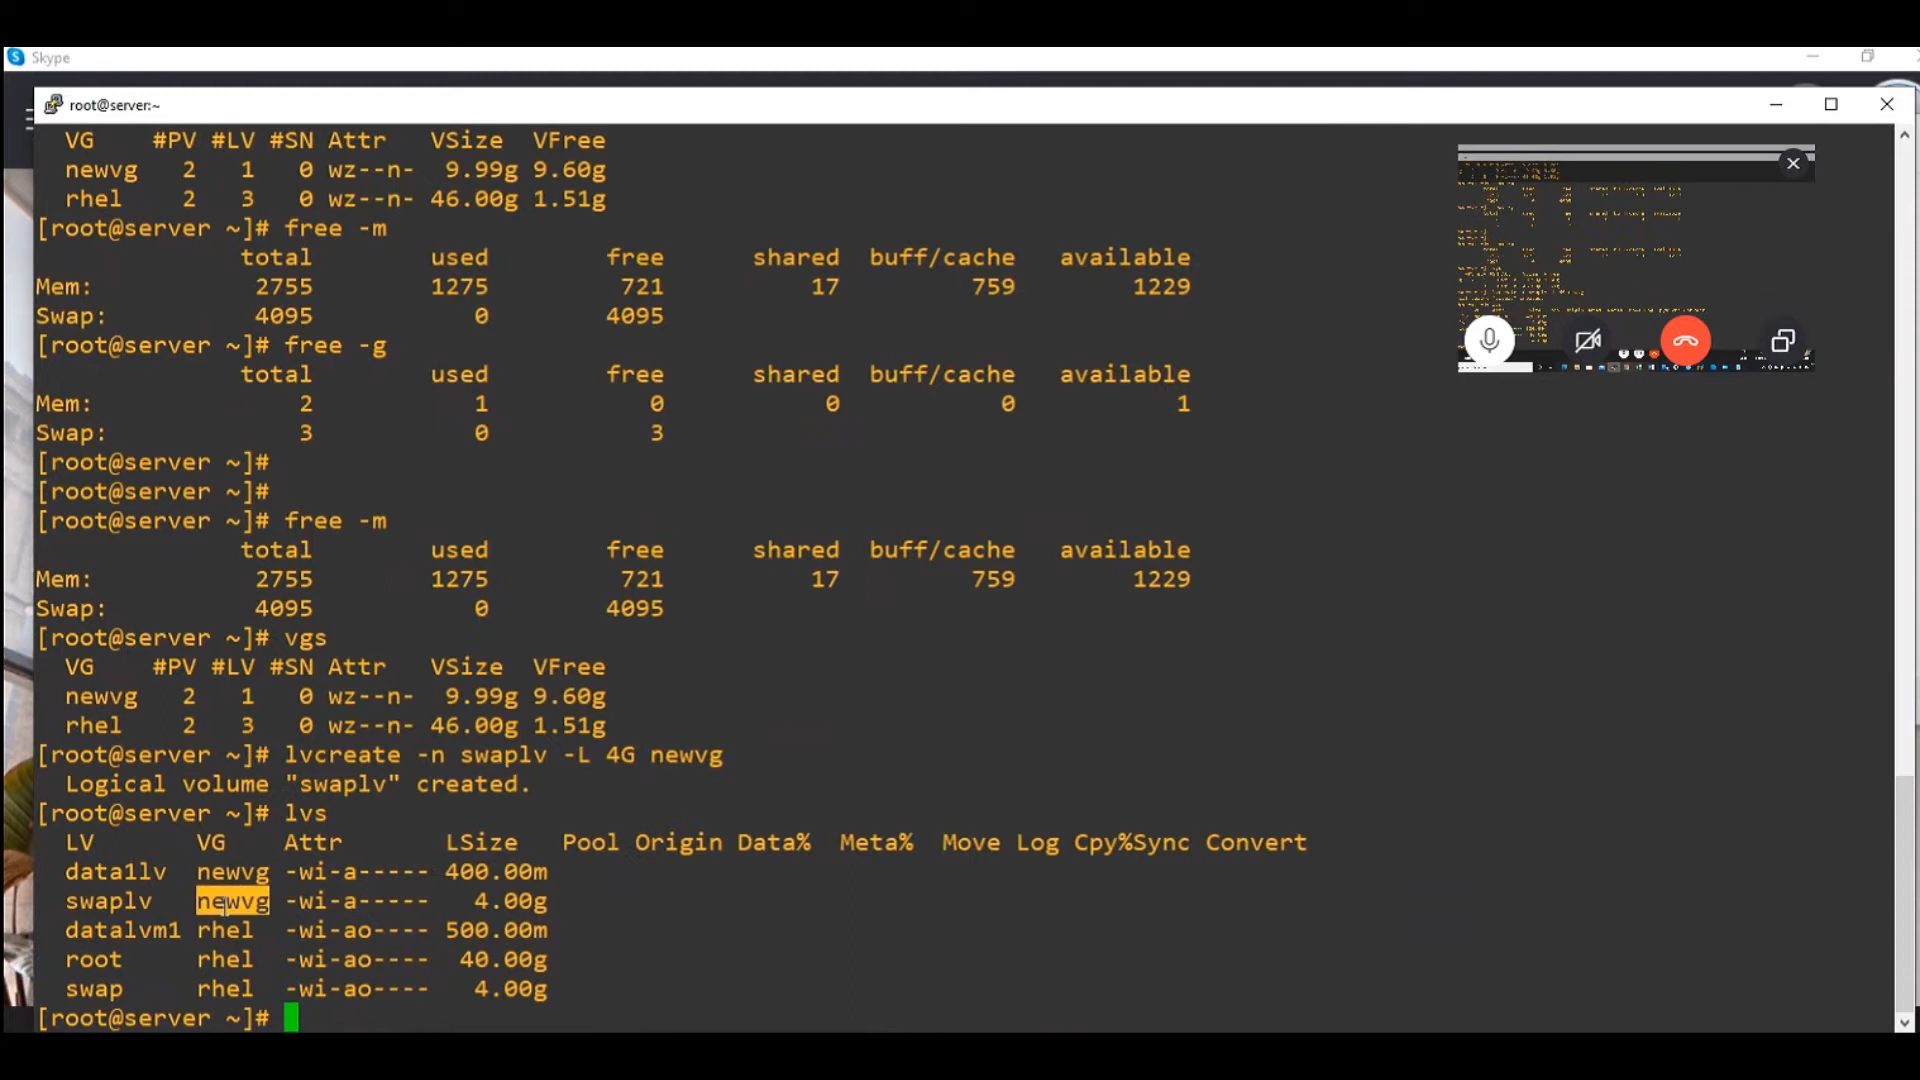 Skype
root@server:~
VG #PV #LV #SN Attr VSize VFree
newvg 2 1 0 wz--n- 9.99g 9.60g
rhel 2 3 0 wz--n- 46.00g 1.51g
[root@server ~]# free -m
total used free shared buff/cache available
Mem: 2755 1275 721 17 759 1229
Swap: 4095 0 4095
[root@server ~]# free -g
total used free shared buff/cache available
Mem: 2 1 0 0 0 1
Swap: 3 0 3
[root@server ~]#
[root@server ~]#
[root@server ~]# free -m
total used free shared buff/cache available
Mem: 2755 1275 721 17 759 1229
Swap: 4095 0 4095
[root@server ~]# vgs
VG #PV #LV #SN Attr VSize VFree
newvg 2 1 0 wz--n- 9.99g 9.60g
rhel 2 3 0 wz--n- 46.00g 1.51g
[root@server ~]# lvcreate -n swaplv -L 4G newvg
Logical volume "swaplv" created.
[root@server ~]# lvs
LV VG Attr LSize Pool Origin Data% Meta% Move Log Cpy%Sync Convert
data1lv newvg -wi-a----- 400.00m
swaplv newvg -wi-a----- 4.00g
datalvm1 rhel -wi-ao---- 500.00m
root rhel -wi-ao---- 40.00g
swap rhel -wi-ao---- 4.00g
[root@server ~]#